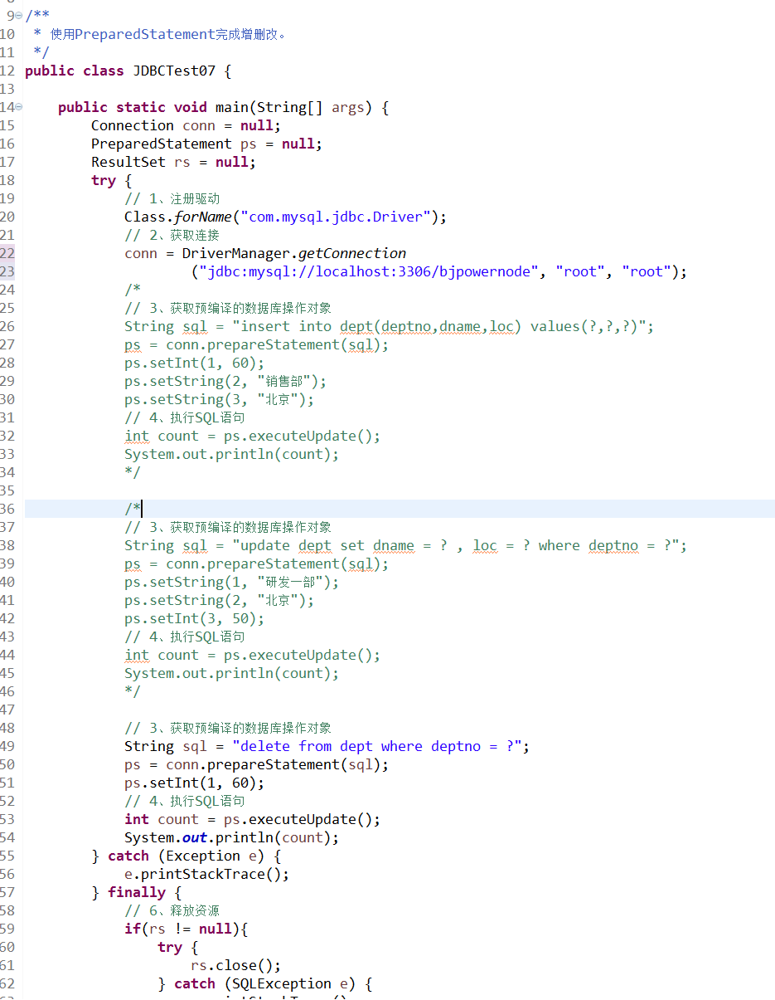 9 /**
10 * 使用PreparedStatement完成增删改。
11 */
12 public class JDBCTest07 {
13
14 public static void main(String[] args) {
15 Connection conn = null;
16 PreparedStatement ps = null;
17 ResultSet rs = null;
18 try {
19 // 1、注册驱动
20 Class.forName("com.mysql.jdbc.Driver");
21 // 2、获取连接
22 conn = DriverManager.getConnection
23 ("jdbc:mysql://localhost:3306/bjpowernode", "root", "root");
24 /*
25 // 3、获取预编译的数据库操作对象
26 String sql = "insert into dept(deptno,dname,loc) values(?,?,?)";
27 ps = conn.prepareStatement(sql);
28 ps.setInt(1, 60);
29 ps.setString(2, "销售部");
30 ps.setString(3, "北京");
31 // 4、执行SQL语句
32 int count = ps.executeUpdate();
33 System.out.println(count);
34 */
35
36 /*
37 // 3、获取预编译的数据库操作对象
38 String sql = "update dept set dname = ? , loc = ? where deptno = ?";
39 ps = conn.prepareStatement(sql);
40 ps.setString(1, "研发一部");
41 ps.setString(2, "北京");
42 ps.setInt(3, 50);
43 // 4、执行SQL语句
44 int count = ps.executeUpdate();
45 System.out.println(count);
46 */
47
48 // 3、获取预编译的数据库操作对象
49 String sql = "delete from dept where deptno = ?";
50 ps = conn.prepareStatement(sql);
51 ps.setInt(1, 60);
52 // 4、执行SQL语句
53 int count = ps.executeUpdate();
54 System.out.println(count);
55 } catch (Exception e) {
56 e.printStackTrace();
57 } finally {
58 // 6、释放资源
59 if(rs != null){
60 try {
61 rs.close();
62 } catch (SQLException e) {